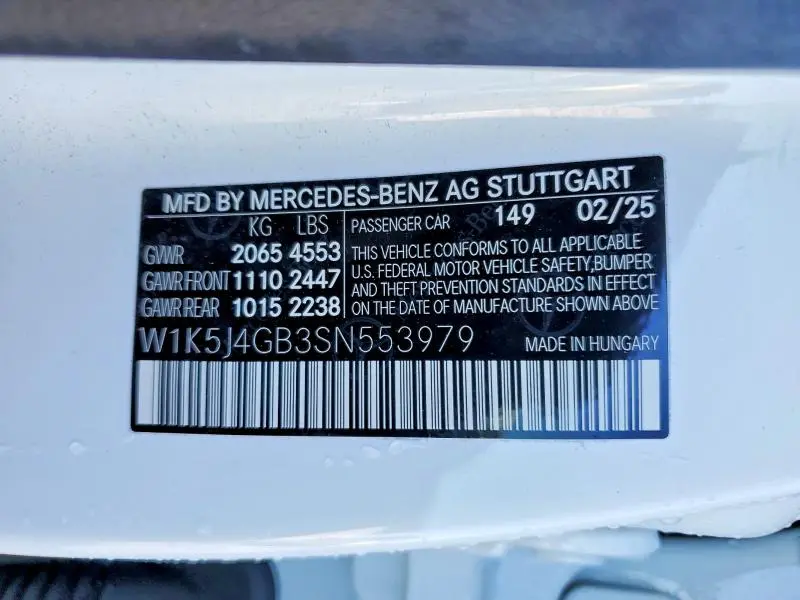 MFD BY MERCEDES-BENZ AG STUTTGART
KG LBS
GVWR 2065 4553
GAWR FRONT 1110 2447
GAWR REAR 1015 2238
PASSENGER CAR 149 02/25
THIS VEHICLE CONFORMS TO ALL APPLICABLE
U.S. FEDERAL MOTOR VEHICLE SAFETY,BUMPER
AND THEFT PREVENTION STANDARDS IN EFFECT
ON THE DATE OF MANUFACTURE SHOWN ABOVE
W1K5J4GB3SN553979
MADE IN HUNGARY